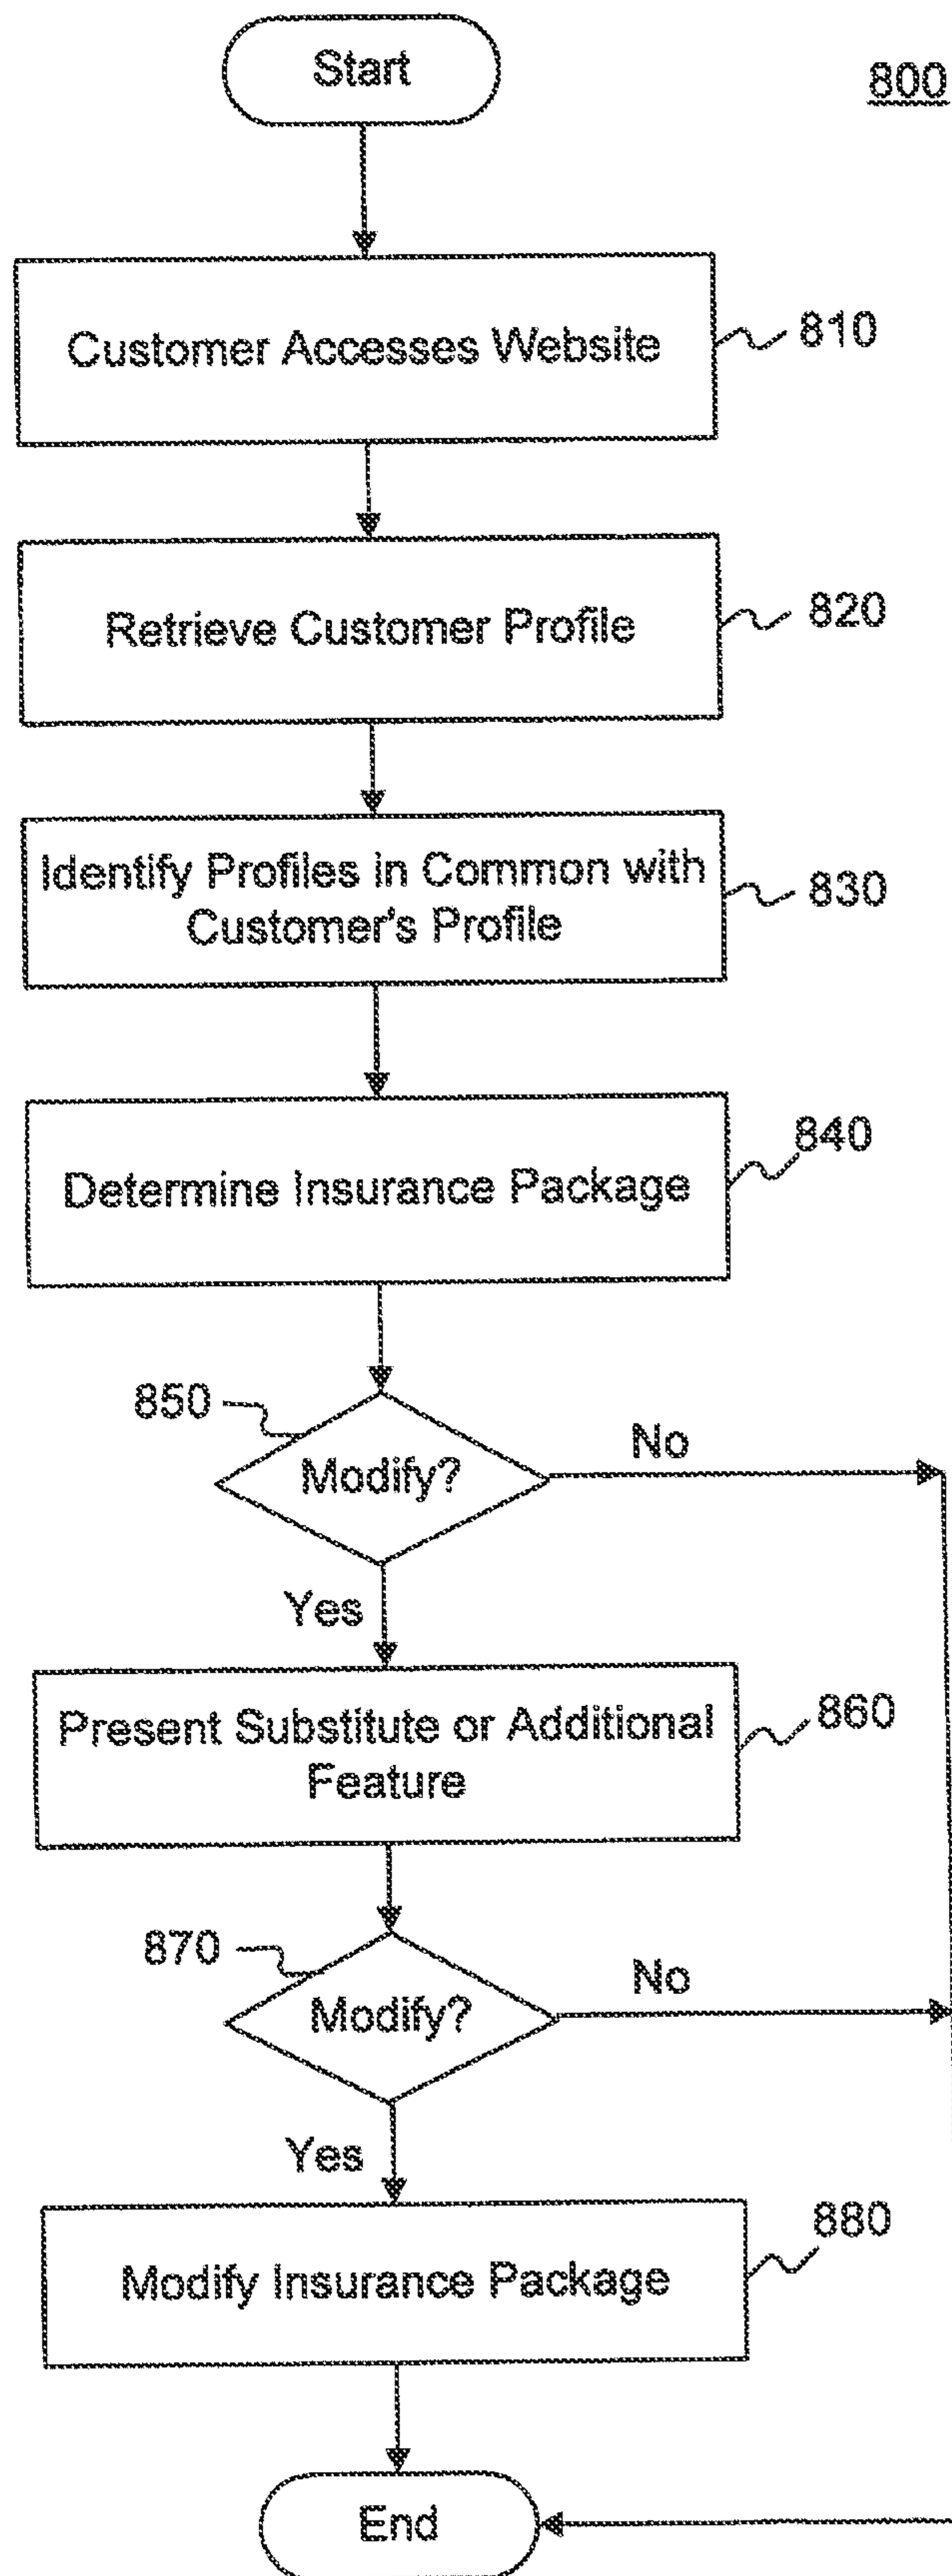 Start
800
Customer Accesses Website
810
Retrieve Customer Profile
820
Identify Profiles in Common with
Customer's Profile
830
Determine Insurance Package
840
850
Modify?
No
Yes
Present Substitute or Additional
Feature
860
870
Modify?
No
Yes
Modify Insurance Package
880
End